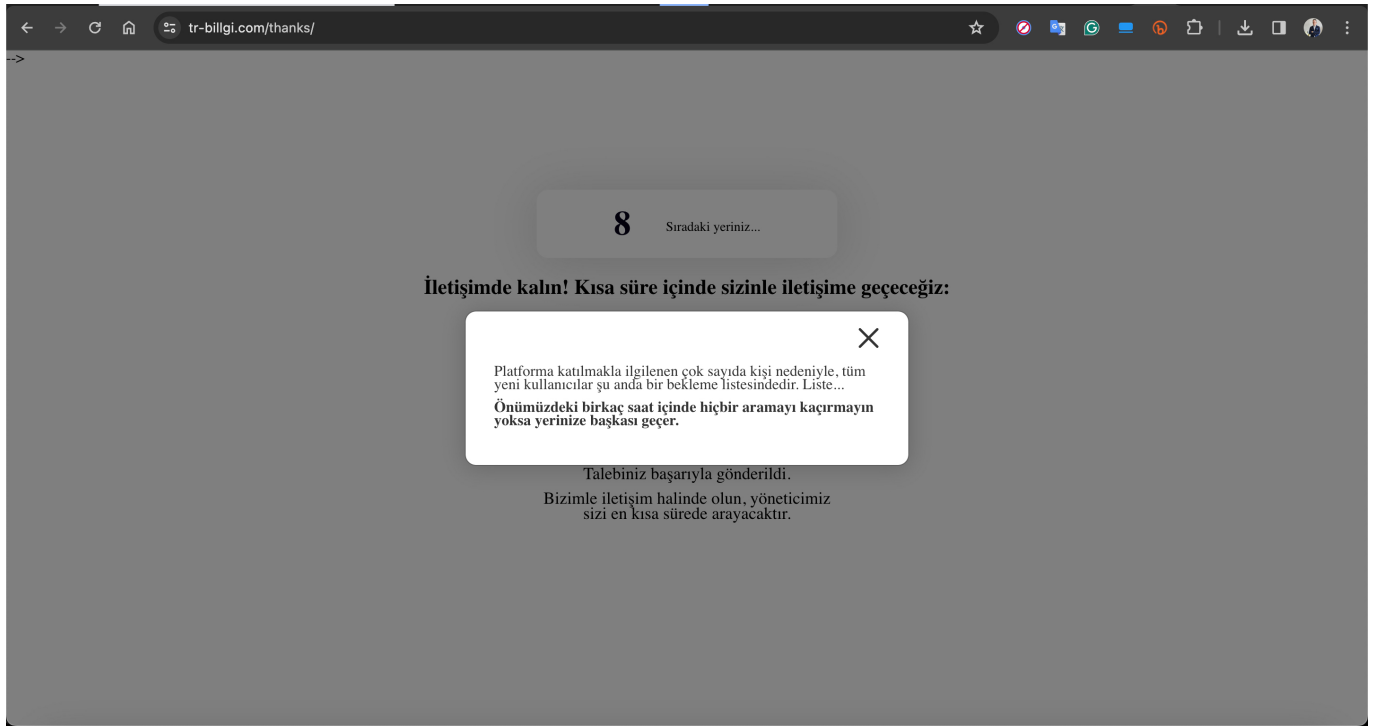 tr-billgi.com/thanks/
-->
8
Sıradaki yeriniz...
İletişimde kalın! Kısa süre içinde sizinle iletişime geçeceğiz:
Platforma katılmakla ilgilenen çok sayıda kişi nedeniyle, tüm
yeni kullanıcılar şu anda bir bekleme listesindedir. Liste...
Önümüzdeki birkaç saat içinde hiçbir aramayı kaçırmayın
yoksa yerinize başkası geçer.
Talebiniz başarıyla gönderildi.
Bizimle iletişim halinde olun, yöneticimiz
sizi en kısa sürede arayacaktır.